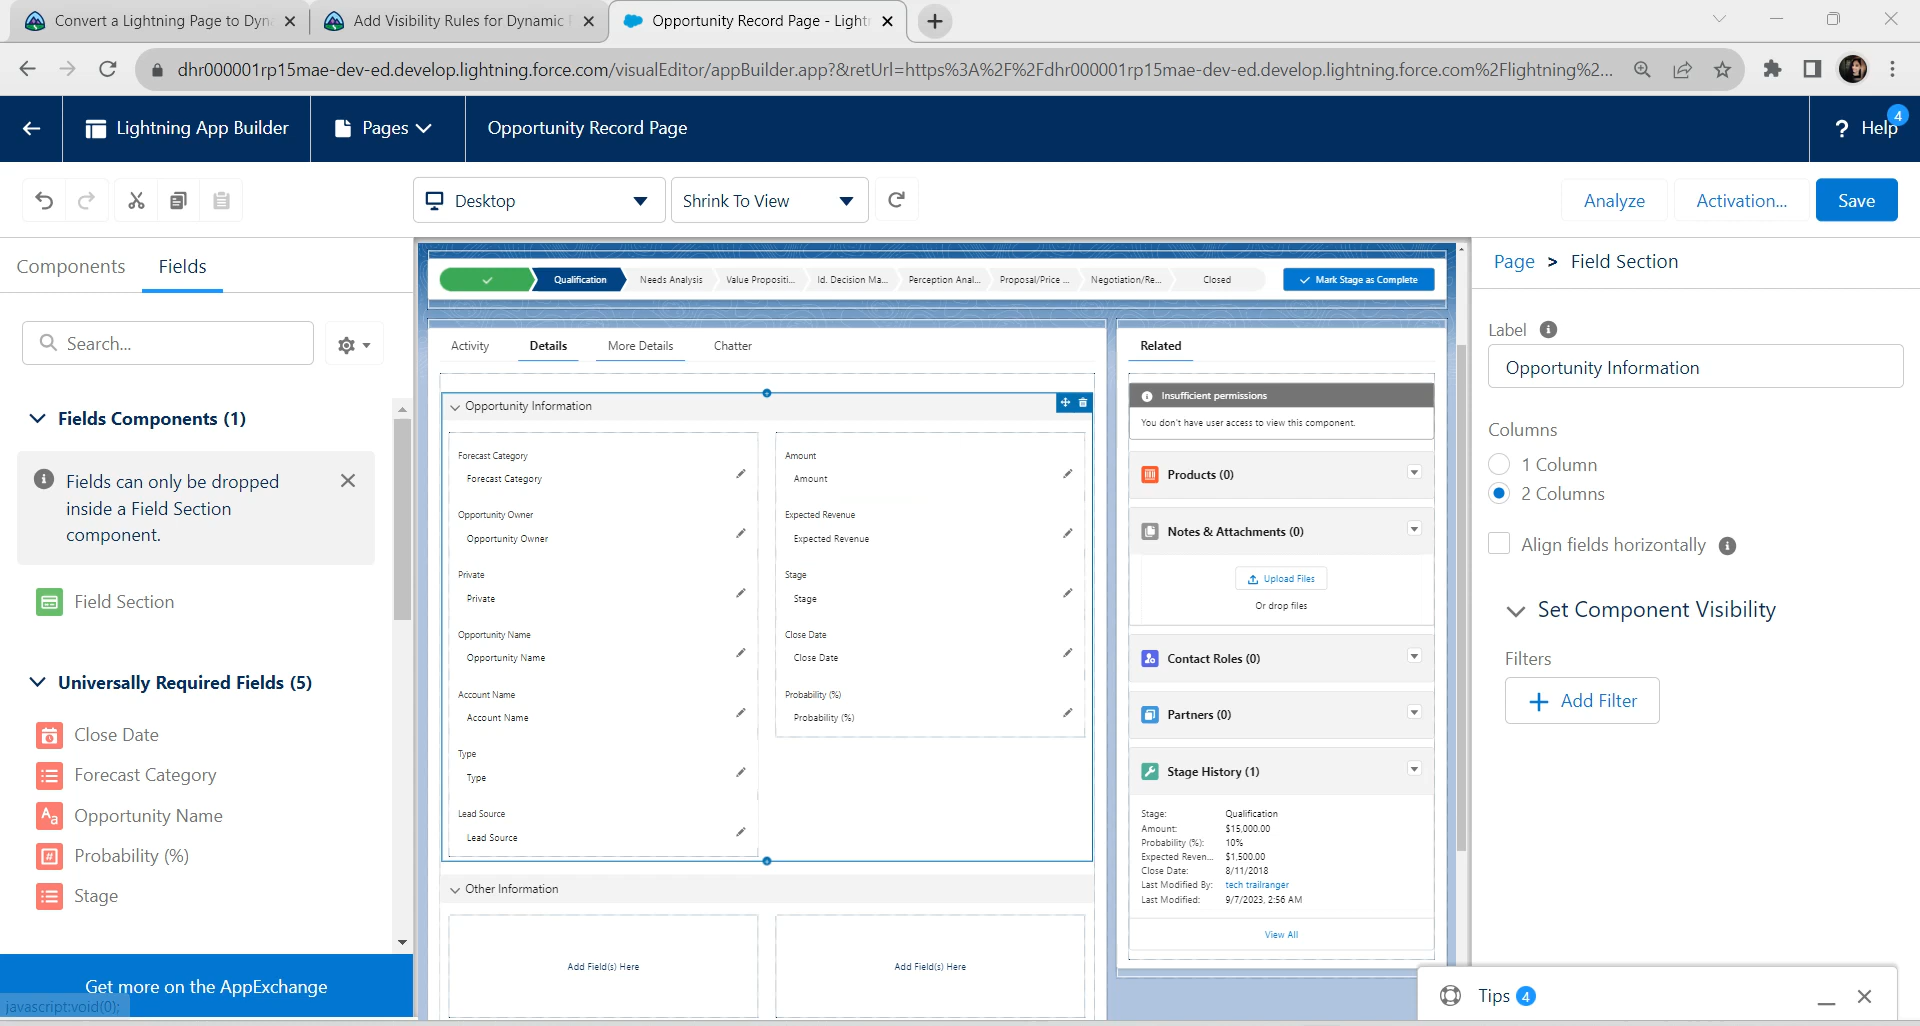 Convert a Lightning Page to Dyn
Add Visibility Rules for Dynamic F
Opportunity Record Page - Lightn
dhr000001rp15mae-dev-ed.develop.lightning.force.com/visualEditor/appBuilder.app?&retUrl=https%3A%2F%2Fdhr000001rp15mae-dev-ed.develop.lightning.force.com%2Flightning%2...
Lightning App Builder
Pages
Opportunity Record Page
? Help
4
Desktop
Shrink To View
Analyze
Activation...
Save
Components
Fields
Search...
Fields Components (1)
Fields can only be dropped
inside a Field Section
component.
Field Section
Universally Required Fields (5)
Close Date
Forecast Category
Opportunity Name
Probability (%)
Stage
Get more on the AppExchange
javascript:void(0);
Qualification
Needs Analysis
Value Propositi...
Id. Decision Ma...
Perception Anal...
Proposal/Price ...
Negotiation/Re...
Closed
Mark Stage as Complete
Activity
Details
More Details
Chatter
Opportunity Information
Forecast Category
Forecast Category
Opportunity Owner
Opportunity Owner
Private
Private
Opportunity Name
Opportunity Name
Account Name
Account Name
Type
Type
Lead Source
Lead Source
Amount
Amount
Expected Revenue
Expected Revenue
Stage
Stage
Close Date
Close Date
Probability (%)
Probability (%)
Other Information
Add Field(s) Here
Add Field(s) Here
Related
Insufficient permissions
You don't have user access to view this component.
Products (0)
Notes & Attachments (0)
Upload Files
Or drop files
Contact Roles (0)
Partners (0)
Stage History (1)
Stage: Qualification
Amount: $15,000.00
Probability (%): 10%
Expected Reven... $1,500.00
Close Date: 8/11/2018
Last Modified By: tech trailranger
Last Modified: 9/7/2023, 2:56 AM
View All
Page > Field Section
Label
Opportunity Information
Columns
1 Column
2 Columns
Align fields horizontally
Set Component Visibility
Filters
Add Filter
Tips 4